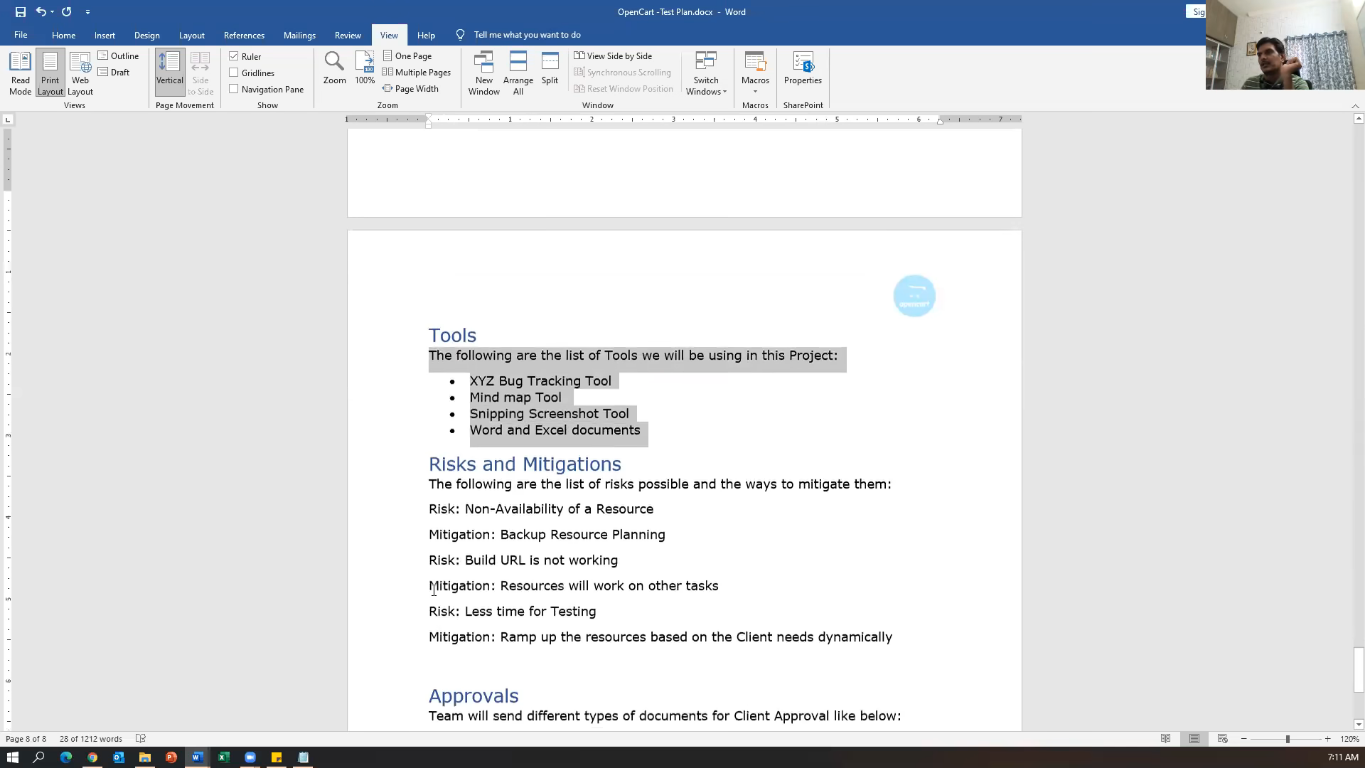 OpenCart -Test Plan.docx - Word
Sig
File Home Insert Design Layout References Mailings Review View Help Tell me what you want to do
Read Mode
Print Layout
Web Layout
Outline
Draft
Views
Vertical
Side to Side
Page Movement
Ruler
Gridlines
Navigation Pane
Show
Zoom
100%
One Page
Multiple Pages
Page Width
Zoom
New Window
Arrange All
Split
View Side by Side
Synchronous Scrolling
Reset Window Position
Window
Switch Windows
Macros
Macros
Properties
SharePoint
1 2 3 4 5 6 7
opencart
Tools
The following are the list of Tools we will be using in this Project:
• XYZ Bug Tracking Tool
• Mind map Tool
• Snipping Screenshot Tool
• Word and Excel documents
Risks and Mitigations
The following are the list of risks possible and the ways to mitigate them:
Risk: Non-Availability of a Resource
Mitigation: Backup Resource Planning
Risk: Build URL is not working
Mitigation: Resources will work on other tasks
Risk: Less time for Testing
Mitigation: Ramp up the resources based on the Client needs dynamically
Approvals
Team will send different types of documents for Client Approval like below:
Page 8 of 8 28 of 1212 words
120%
7:11 AM